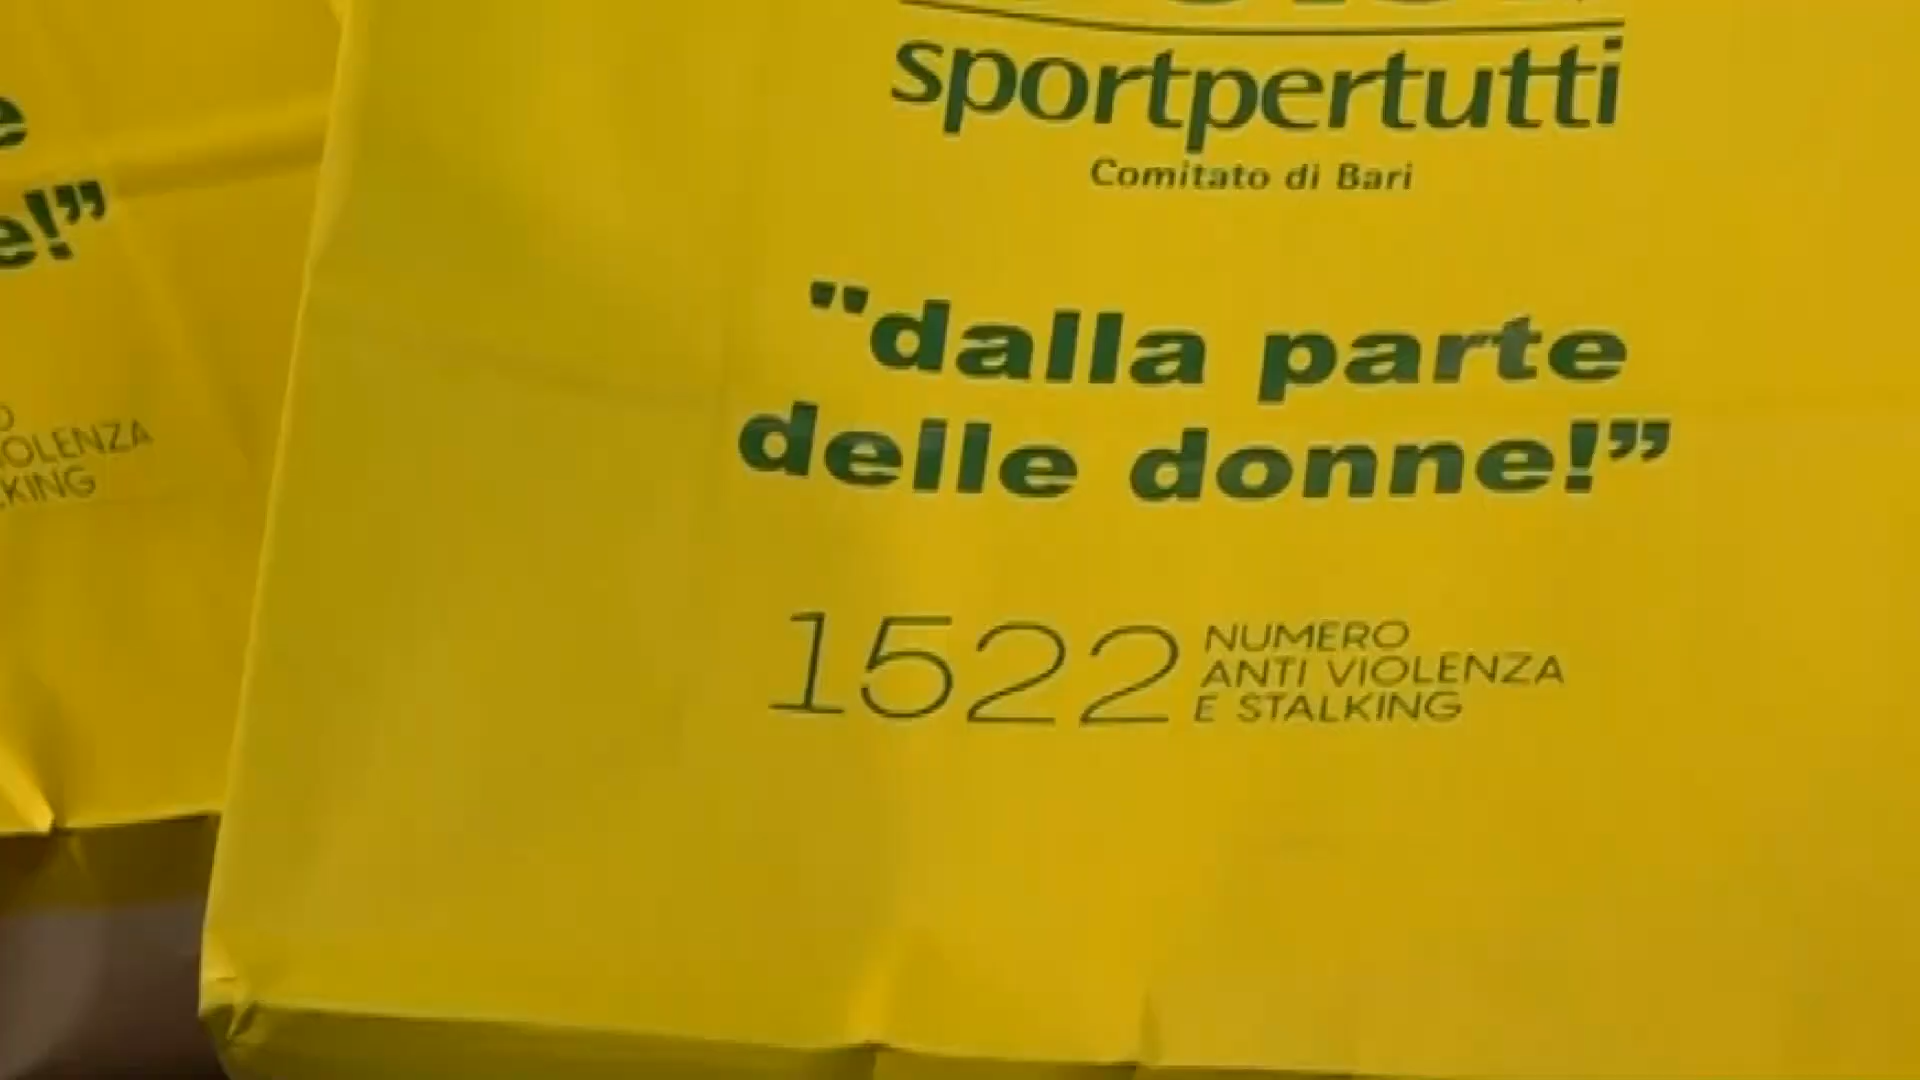 sportpertutti
Comitato di Bari
"dalla parte
delle donne!”
1522 NUMERO
ANTI VIOLENZA
E STALKING
e!”